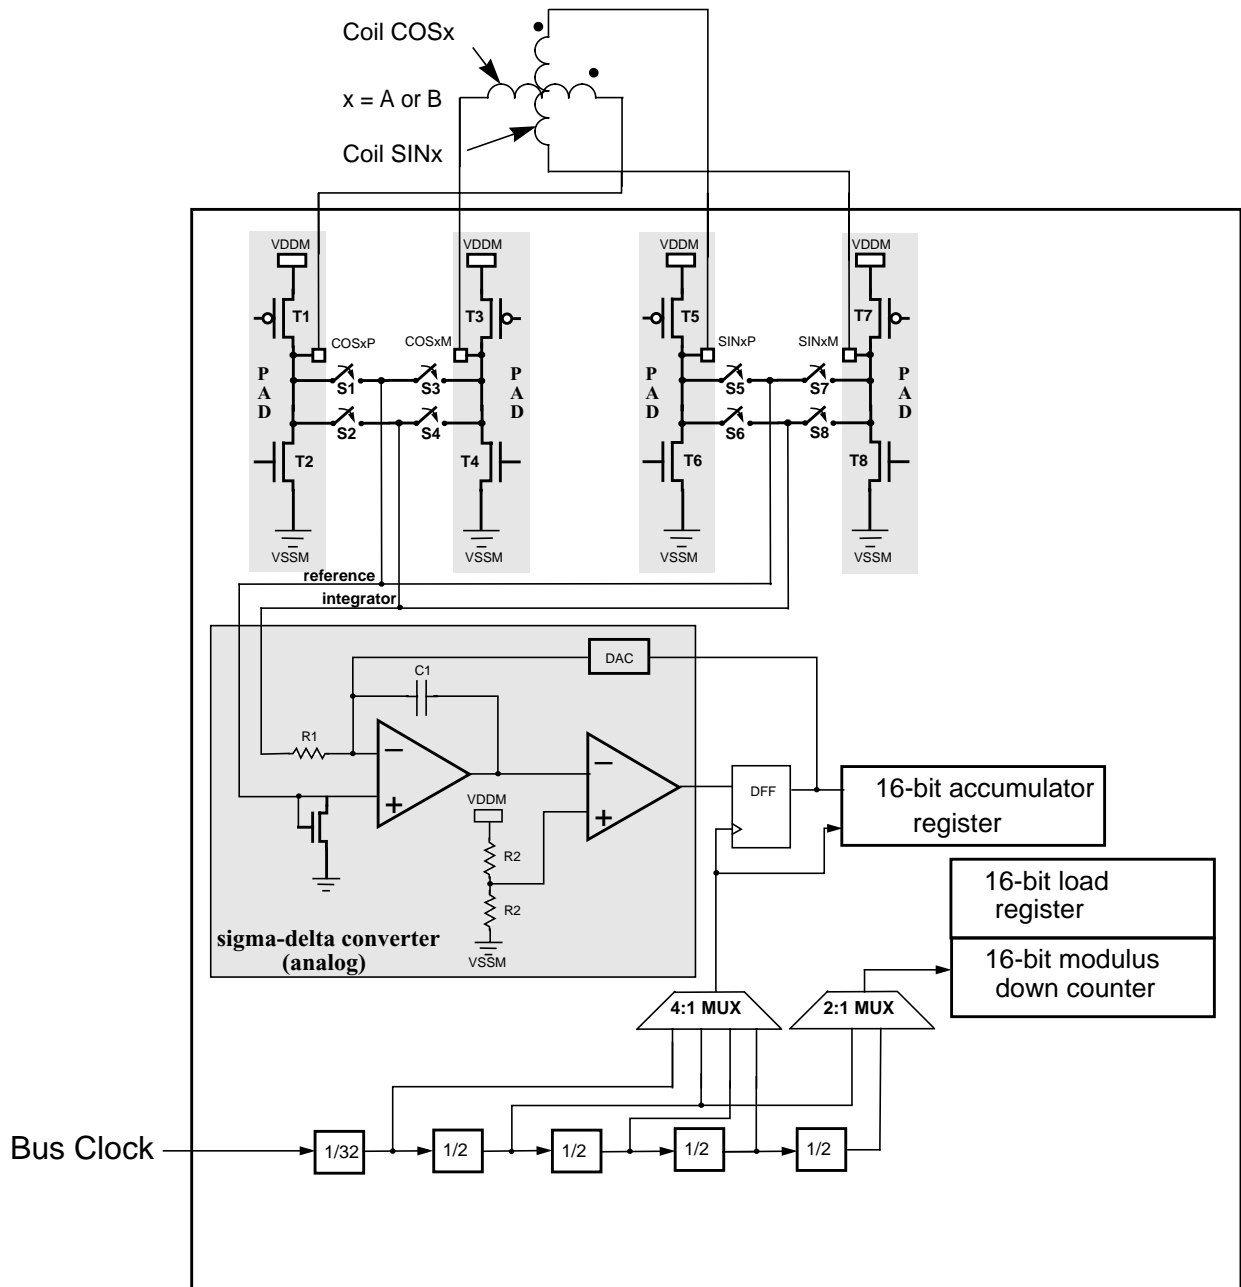 Coil COSx
x = A or B
Coil SINx
VDDM
VDDM
VDDM
VDDM
T1
T3
T5
T7
COSxP
COSxM
SINxP
SINxM
P
A
D
P
A
D
P
A
D
P
A
D
S1
S3
S5
S7
S2
S4
S6
S8
T2
T4
T6
T8
VSSM
VSSM
VSSM
VSSM
reference
integrator
DAC
C1
R1
VDDM
DFF
16-bit accumulator
register
R2
R2
16-bit load
register
sigma-delta converter
(analog)
VSSM
16-bit modulus
down counter
4:1 MUX
2:1 MUX
Bus Clock
1/32
1/2
1/2
1/2
1/2